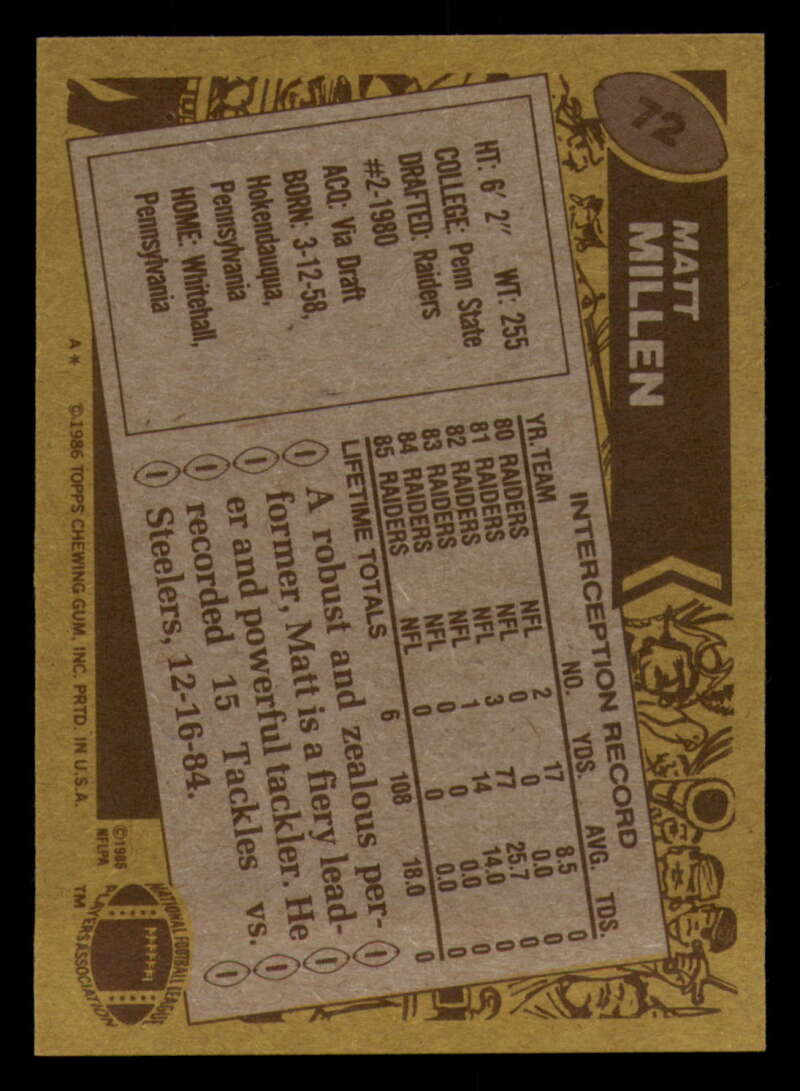 72
MATT
MILLEN
HT: 6' 2" WT: 255
COLLEGE: Penn State
DRAFTED: Raiders
#2-1980
ACQ: Via Draft
BORN: 3-12-58,
Hokendauqua,
Pennsylvania
HOME: Whitehall,
Pennsylvania
INTERCEPTION RECORD
YR. TEAM NO. YDS. AVG. TDS.
80 RAIDERS NFL 2 17 8.5 0
81 RAIDERS NFL 0 0 0.0 0
82 RAIDERS NFL 3 77 25.7 0
83 RAIDERS NFL 1 14 14.0 0
84 RAIDERS NFL 0 0 0.0 0
85 RAIDERS NFL 0 0 0.0 0
LIFETIME TOTALS 6 108 18.0 0
A robust and zealous per-
former, Matt is a fiery lead-
er and powerful tackler. He
recorded 15 Tackles vs.
Steelers, 12-16-84.
A* ©1986 TOPPS CHEWING GUM, INC. PRTD. IN U.S.A.
©1986
NFLPA
TM
NATIONAL FOOTBALL LEAGUE
PLAYERS ASSOCIATION